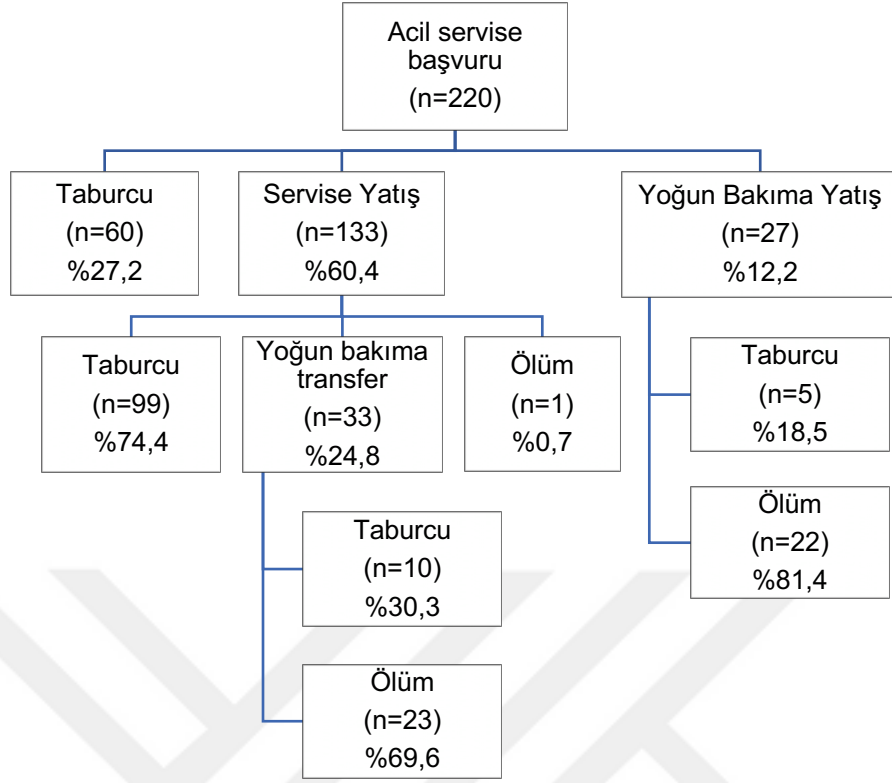 Acil servise
başvuru
(n=220)
Taburcu
(n=60)
%27,2
Servise Yatış
(n=133)
%60,4
Yoğun Bakıma Yatış
(n=27)
%12,2
Taburcu
(n=99)
%74,4
Yoğun bakıma
transfer
(n=33)
%24,8
Ölüm
(n=1)
%0,7
Taburcu
(n=5)
%18,5
Ölüm
(n=22)
%81,4
Taburcu
(n=10)
%30,3
Ölüm
(n=23)
%69,6